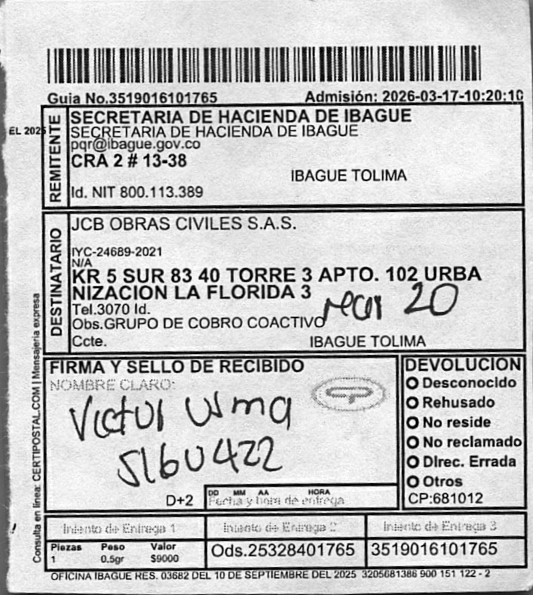 Guia No.3519016101765 Admisión: 2026-03-17-10:20:10
EL 2025
REMITENTE
SECRETARIA DE HACIENDA DE IBAGUE
SECRETARIA DE HACIENDA DE IBAGUE
pqr@ibague.gov.co
CRA 2 # 13-38
IBAGUE TOLIMA
Id. NIT 800.113.389
DESTINATARIO
JCB OBRAS CIVILES S.A.S.
IYC-24689-2021
N/A
KR 5 SUR 83 40 TORRE 3 APTO. 102 URBA
NIZACION LA FLORIDA 3
Tel.3070 Id.
20
Obs.GRUPO DE COBRO COACTIVO
Ccte. IBAGUE TOLIMA
Consulta en linea: CERTIPOSTAL.COM | Mensajeria expresa
FIRMA Y SELLO DE RECIBIDO
NOMBRE CLARO:
5160422
D+2
DD MM AA HORA
Fecha y hora de entrega
DEVOLUCION
Desconocido
Rehusado
No reside
No reclamado
Direc. Errada
Otros
CP:681012
Intento de Entrega 1 Intento de Entrega 2 Intento de Entrega 3
Piezas Peso Valor
1 0.5gr $9000
Ods.25328401765 3519016101765
OFICINA IBAGUE RES. 03682 DEL 10 DE SEPTIEMBRE DEL 2025 3205681386 900 151 122 - 2